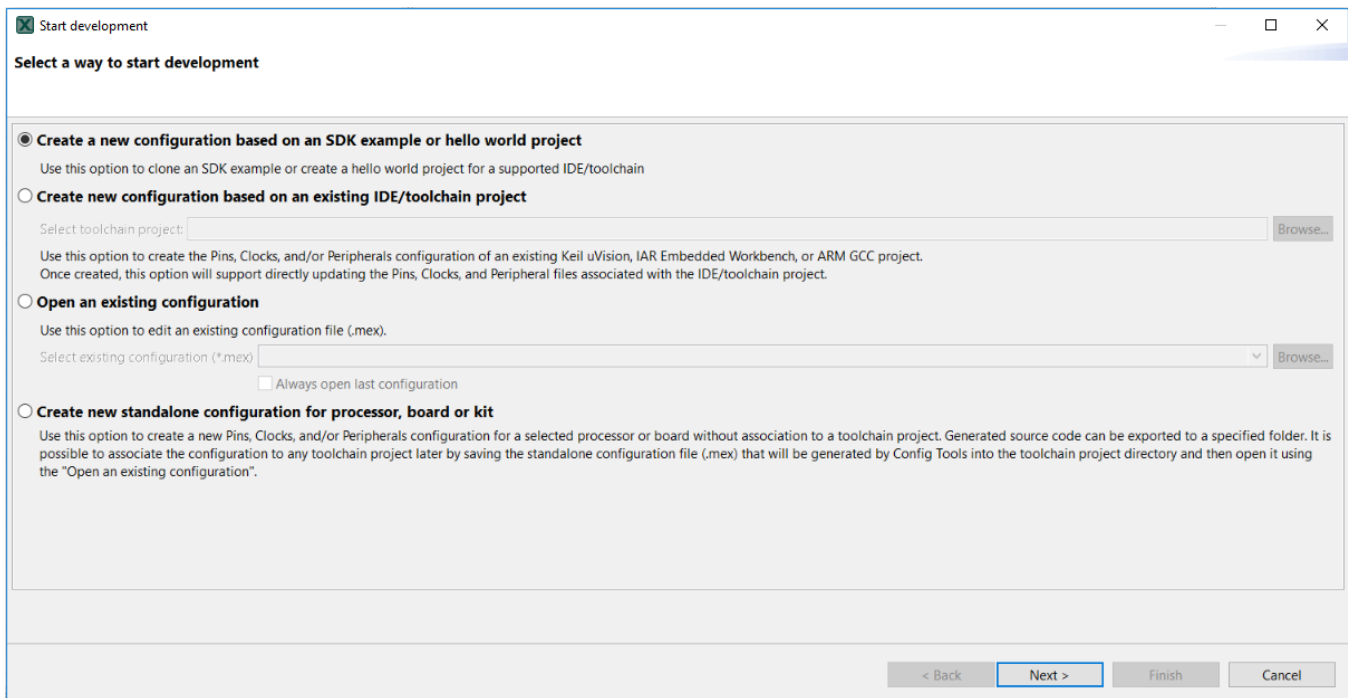 Start development
Select a way to start development
Create a new configuration based on an SDK example or hello world project
Use this option to clone an SDK example or create a hello world project for a supported IDE/toolchain
Create new configuration based on an existing IDE/toolchain project
Select toolchain project: Browse...
Use this option to create the Pins, Clocks, and/or Peripherals configuration of an existing Keil uVision, IAR Embedded Workbench, or ARM GCC project.
Once created, this option will support directly updating the Pins, Clocks, and Peripheral files associated with the IDE/toolchain project.
Open an existing configuration
Use this option to edit an existing configuration file (.mex).
Select existing configuration (*.mex) Browse...
Always open last configuration
Create new standalone configuration for processor, board or kit
Use this option to create a new Pins, Clocks, and/or Peripherals configuration for a selected processor or board without association to a toolchain project. Generated source code can be exported to a specified folder. It is
possible to associate the configuration to any toolchain project later by saving the standalone configuration file (.mex) that will be generated by Config Tools into the toolchain project directory and then open it using
the "Open an existing configuration".
< Back Next > Finish Cancel